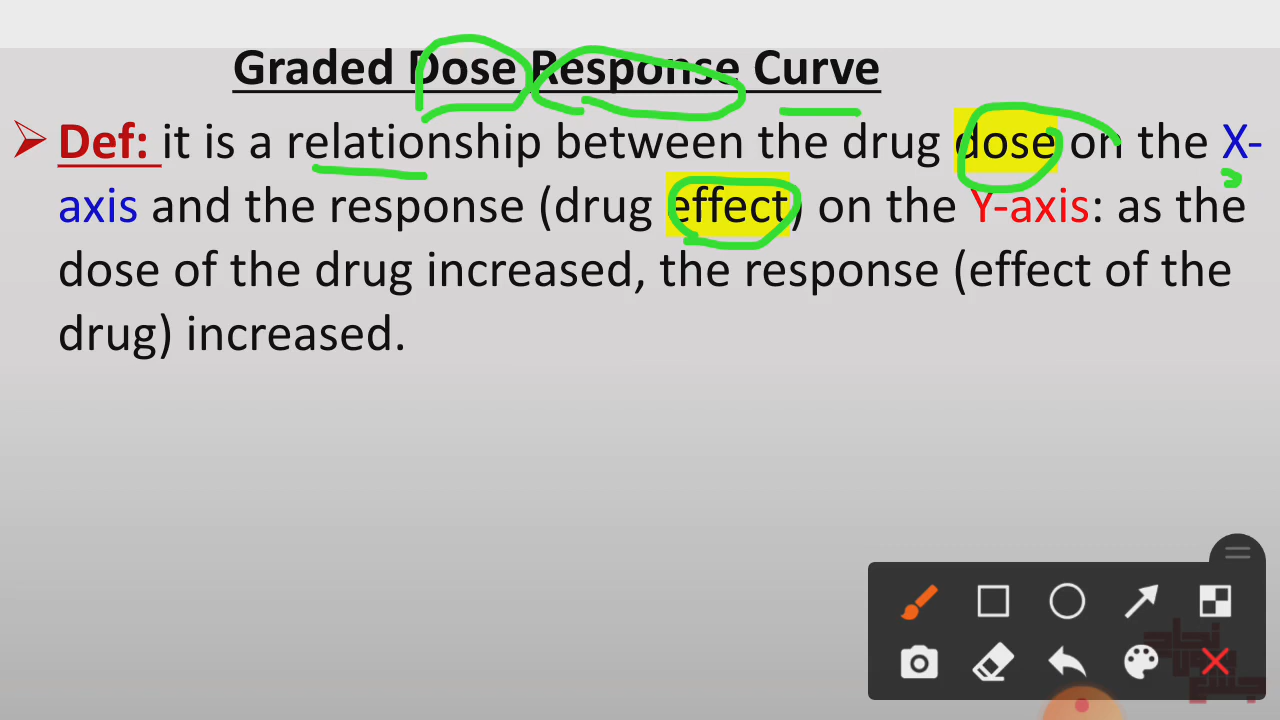 Graded Dose Response Curve
Def: it is a relationship between the drug dose on the X-
axis and the response (drug effect) on the Y-axis: as the
dose of the drug increased, the response (effect of the
drug) increased.